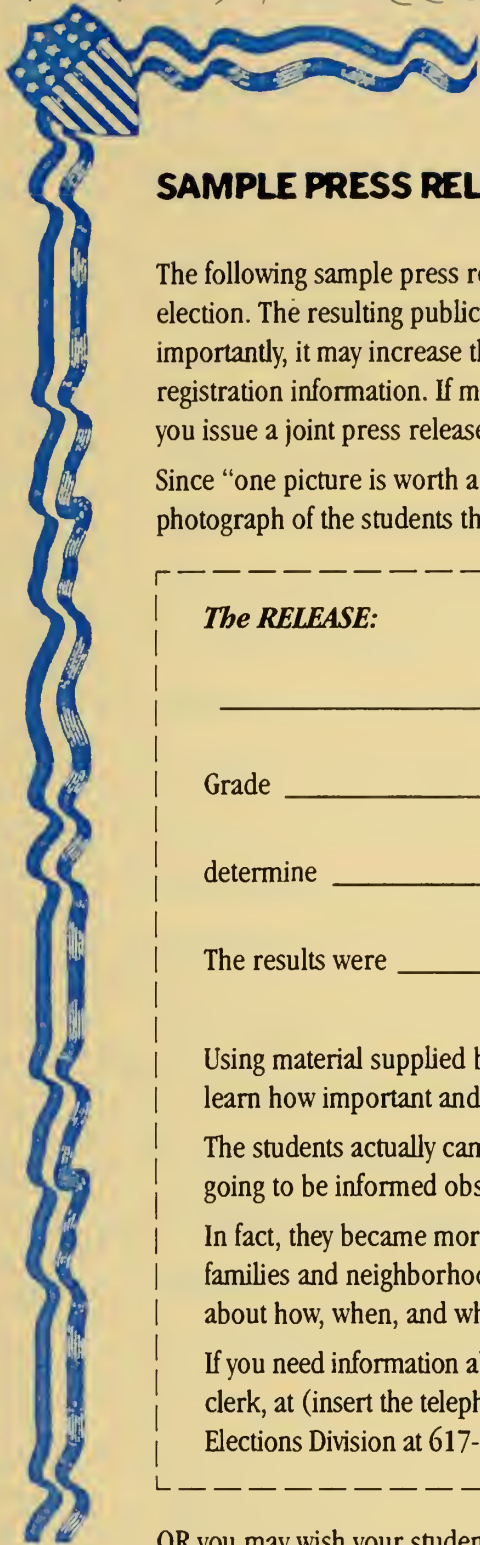 SAMPLE PRESS REL
The following sample press re
election. The resulting public
importantly, it may increase th
registration information. If m
you issue a joint press release
Since “one picture is worth a
photograph of the students th
The RELEASE:
Grade
determine
The results were
Using material supplied b
learn how important and
The students actually can
going to be informed obs
In fact, they became mor
families and neighborhoo
about how, when, and wh
If you need information a
clerk, at (insert the teleph
Elections Division at 617-
OR you may wish your studen